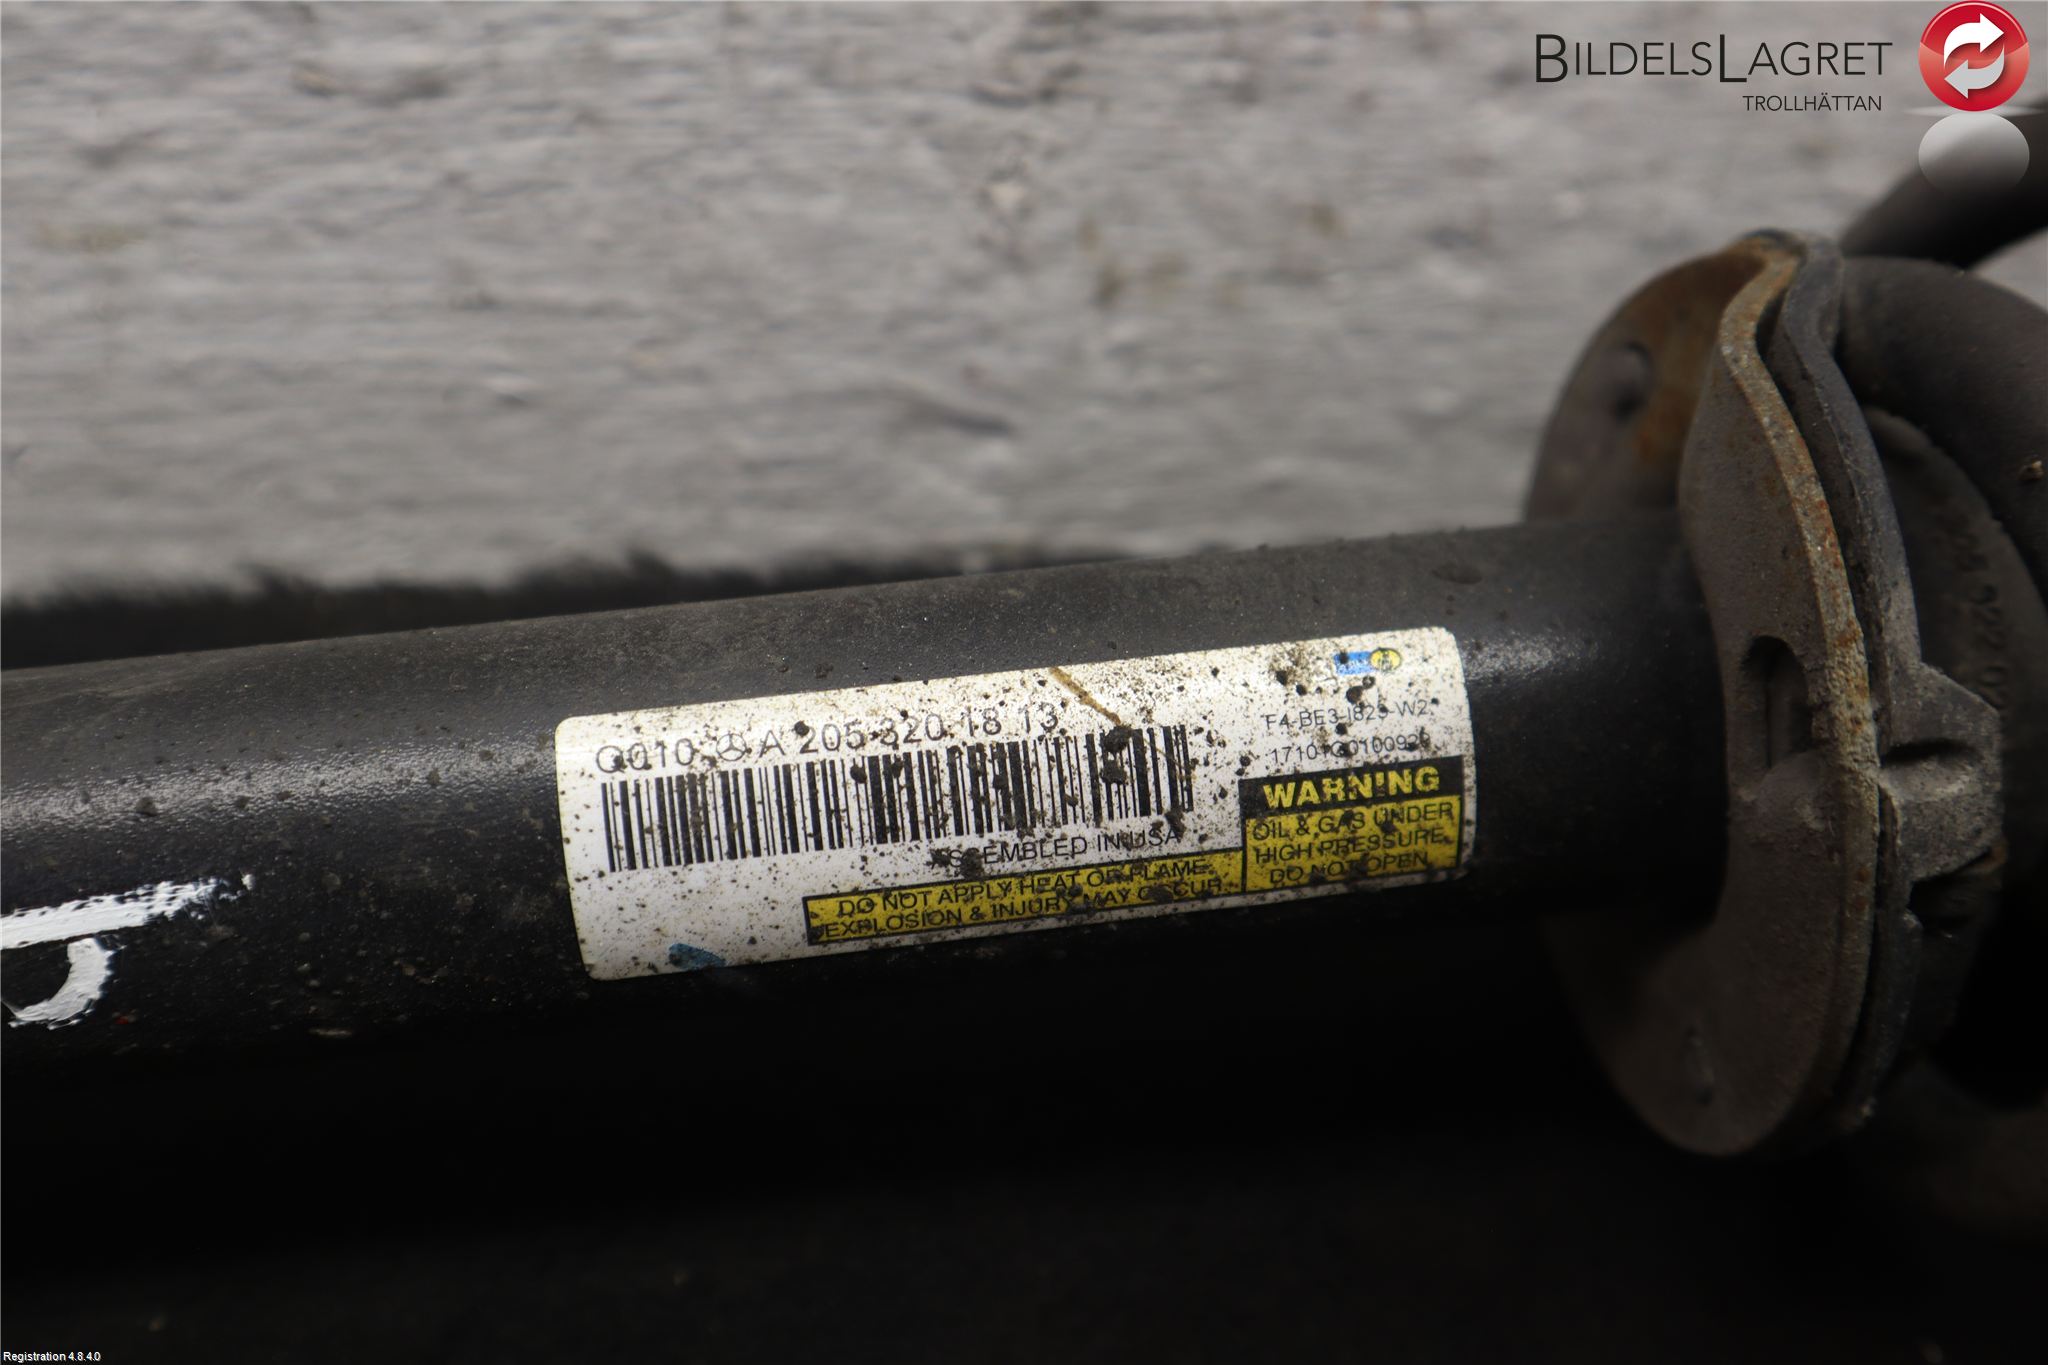 BILDELSLAGRET
TROLLHÄTTAN
Q010 A 205 320 18 13
F4-BE3-I823-W2
ASSEMBLED IN USA
WARNING
OIL & GAS UNDER
HIGH PRESSURE
DO NOT OPEN
DO NOT APPLY HEAT OR FLAME.
EXPLOSION & INJURY MAY OCCUR.
Registration 4.8.4.0